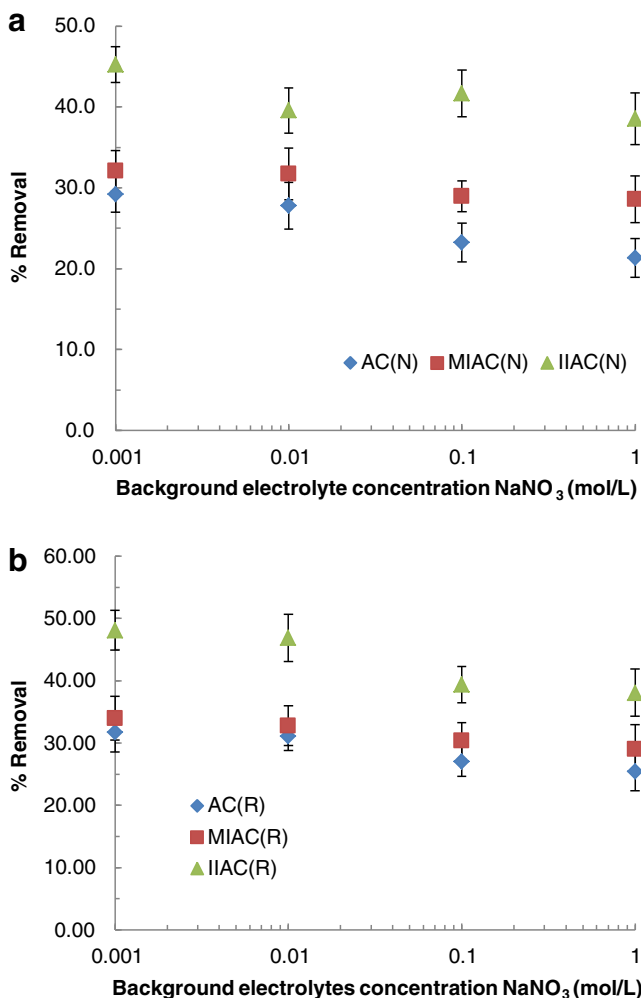 a
50.0
40.0
30.0
20.0
10.0
0.0
% Removal
AC(N) MIAC(N) IIAC(N)
0.001 0.01 0.1 1
Background electrolyte concentration NaNO3 (mol/L)
b
60.00
50.00
40.00
30.00
20.00
10.00
0.00
% Removal
AC(R)
MIAC(R)
IIAC(R)
0.001 0.01 0.1 1
Background electrolytes concentration NaNO3 (mol/L)